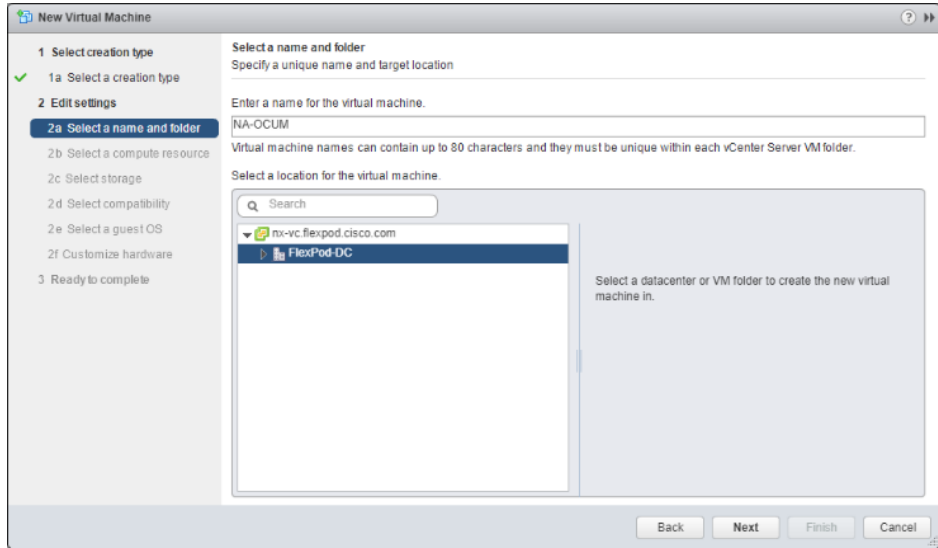 New Virtual Machine
1 Select creation type
1a Select a creation type
2 Edit settings
2a Select a name and folder
2b Select a compute resource
2c Select storage
2d Select compatibility
2e Select a guest OS
2f Customize hardware
3 Ready to complete
Select a name and folder
Specify a unique name and target location
Enter a name for the virtual machine.
NA-OCUM
Virtual machine names can contain up to 80 characters and they must be unique within each vCenter Server VM folder.
Select a location for the virtual machine.
Search
nx-vc.flexpod.cisco.com
FlexPod-DC
Select a datacenter or VM folder to create the new virtual
machine in.
Back Next Finish Cancel